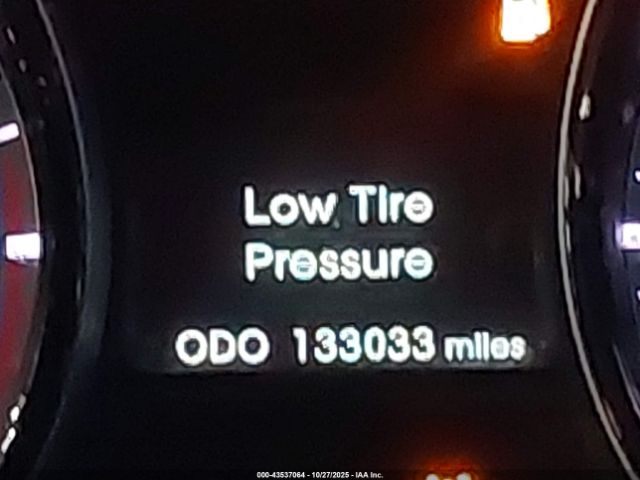 Low Tire
Pressure
ODO 133033 miles
000-43537064 - 10/27/2025 - IAA Inc.